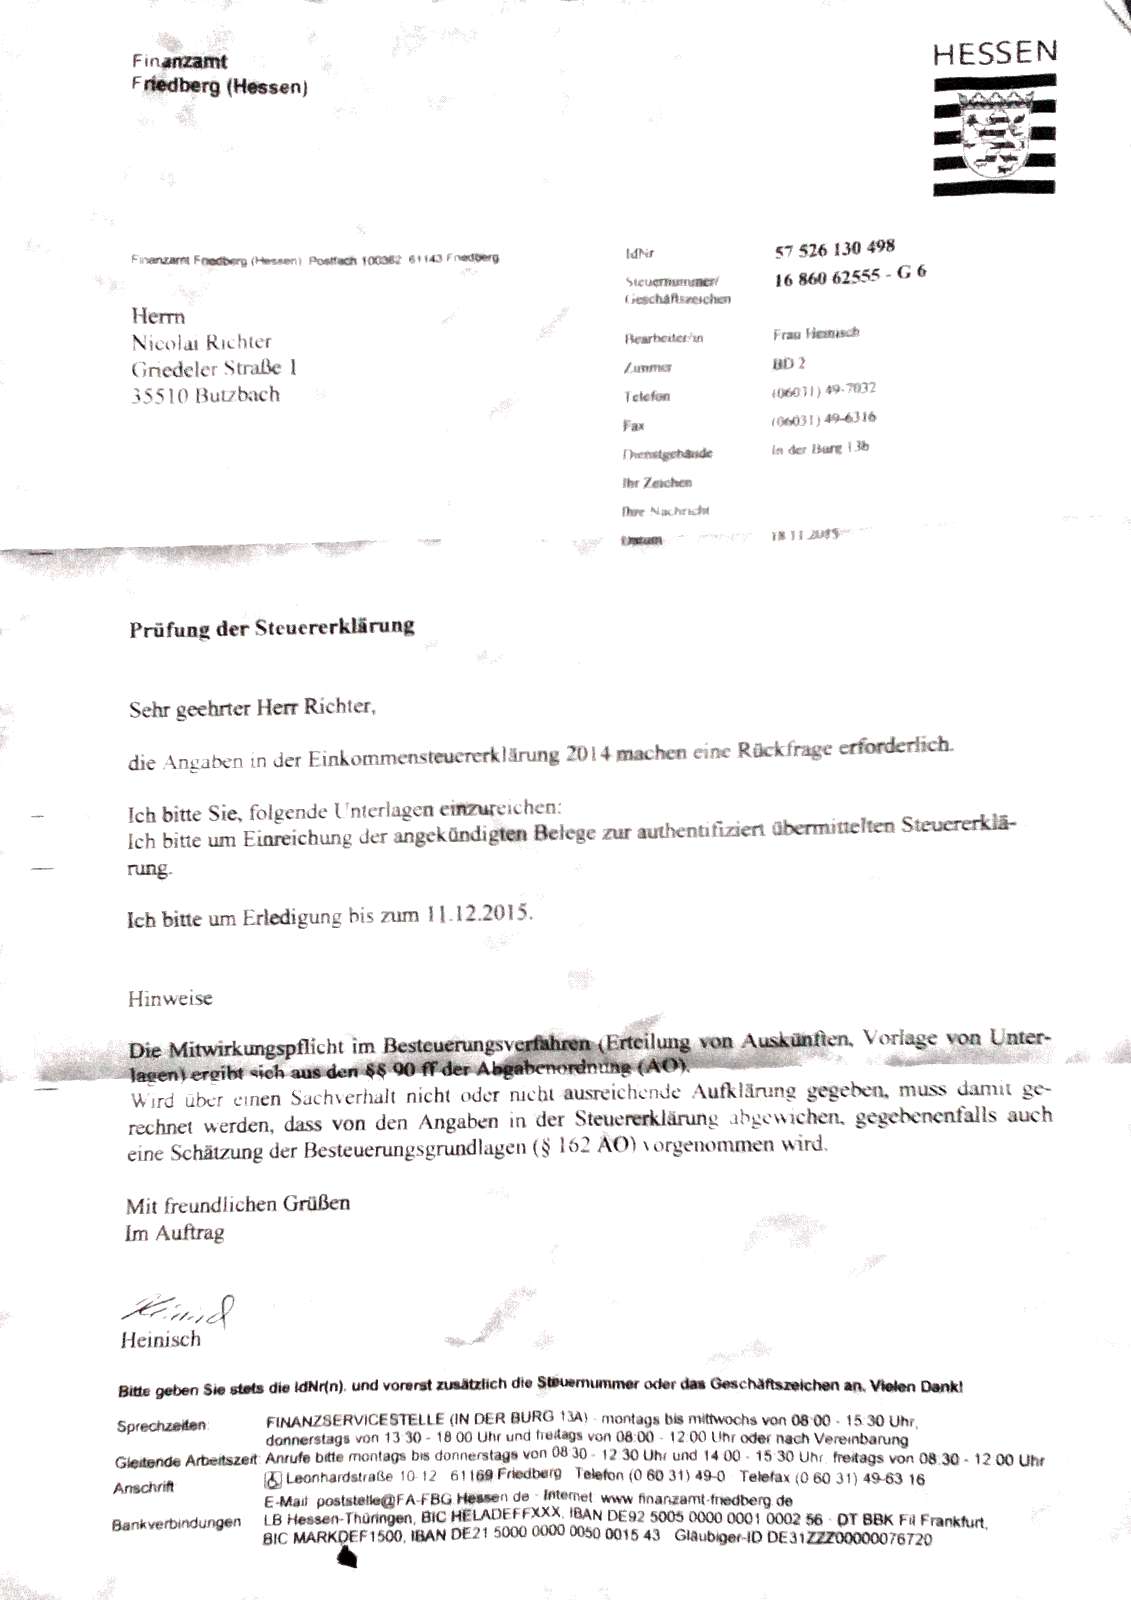 Finanzamt
Friedberg (Hessen)
HESSEN
Finanzamt Friedberg (Hessen) Postfach 100362 61143 Friedberg
Herrn
Nicolai Richter
Griedeler Straße 1
35510 Butzbach
IdNr 57 526 130 498
Steuernummer/ 16 860 62555 - G 6
Geschäftszeichen
Bearbeiter/in Frau Heinisch
Zimmer BD 2
Telefon (06031) 49-7032
Fax (06031) 49-6316
Dienstgebäude In der Burg 13b
Ihr Zeichen
Ihre Nachricht
Datum 18.11.2015
Prüfung der Steuererklärung
Sehr geehrter Herr Richter,
die Angaben in der Einkommensteuererklärung 2014 machen eine Rückfrage erforderlich.
Ich bitte Sie, folgende Unterlagen einzureichen:
Ich bitte um Einreichung der angekündigten Belege zur authentifiziert übermittelten Steuererklä-
rung.
Ich bitte um Erledigung bis zum 11.12.2015.
Hinweise
Die Mitwirkungspflicht im Besteuerungsverfahren (Erteilung von Auskünften, Vorlage von Unter-
lagen) ergibt sich aus den §§ 90 ff der Abgabenordnung (AO).
Wird über einen Sachverhalt nicht oder nicht ausreichende Aufklärung gegeben, muss damit ge-
rechnet werden, dass von den Angaben in der Steuererklärung abgewichen, gegebenenfalls auch
eine Schätzung der Besteuerungsgrundlagen (§ 162 AO) vorgenommen wird.
Mit freundlichen Grüßen
Im Auftrag
Heinisch
Bitte geben Sie stets die IdNr(n). und vorerst zusätzlich die Steuernummer oder das Geschäftszeichen an. Vielen Dank!
Sprechzeiten: FINANZSERVICESTELLE (IN DER BURG 13A) - montags bis mittwochs von 08:00 - 15:30 Uhr,
donnerstags von 13:30 - 18:00 Uhr und freitags von 08:00 - 12:00 Uhr oder nach Vereinbarung
Gleitende Arbeitszeit: Anrufe bitte montags bis donnerstags von 08:30 - 12:30 Uhr und 14:00 - 15:30 Uhr, freitags von 08:30 - 12:00 Uhr
Anschrift Leonhardstraße 10-12 61169 Friedberg Telefon (0 60 31) 49-0 Telefax (0 60 31) 49-63 16
E-Mail poststelle@FA-FBG.Hessen.de - Internet www.finanzamt-friedberg.de
Bankverbindungen LB Hessen-Thüringen, BIC HELADEFFXXX, IBAN DE92 5005 0000 0001 0002 56 - DT BBK Fil Frankfurt,
BIC MARKDEF1500, IBAN DE21 5000 0000 0050 0015 43 Gläubiger-ID DE31ZZZ00000076720